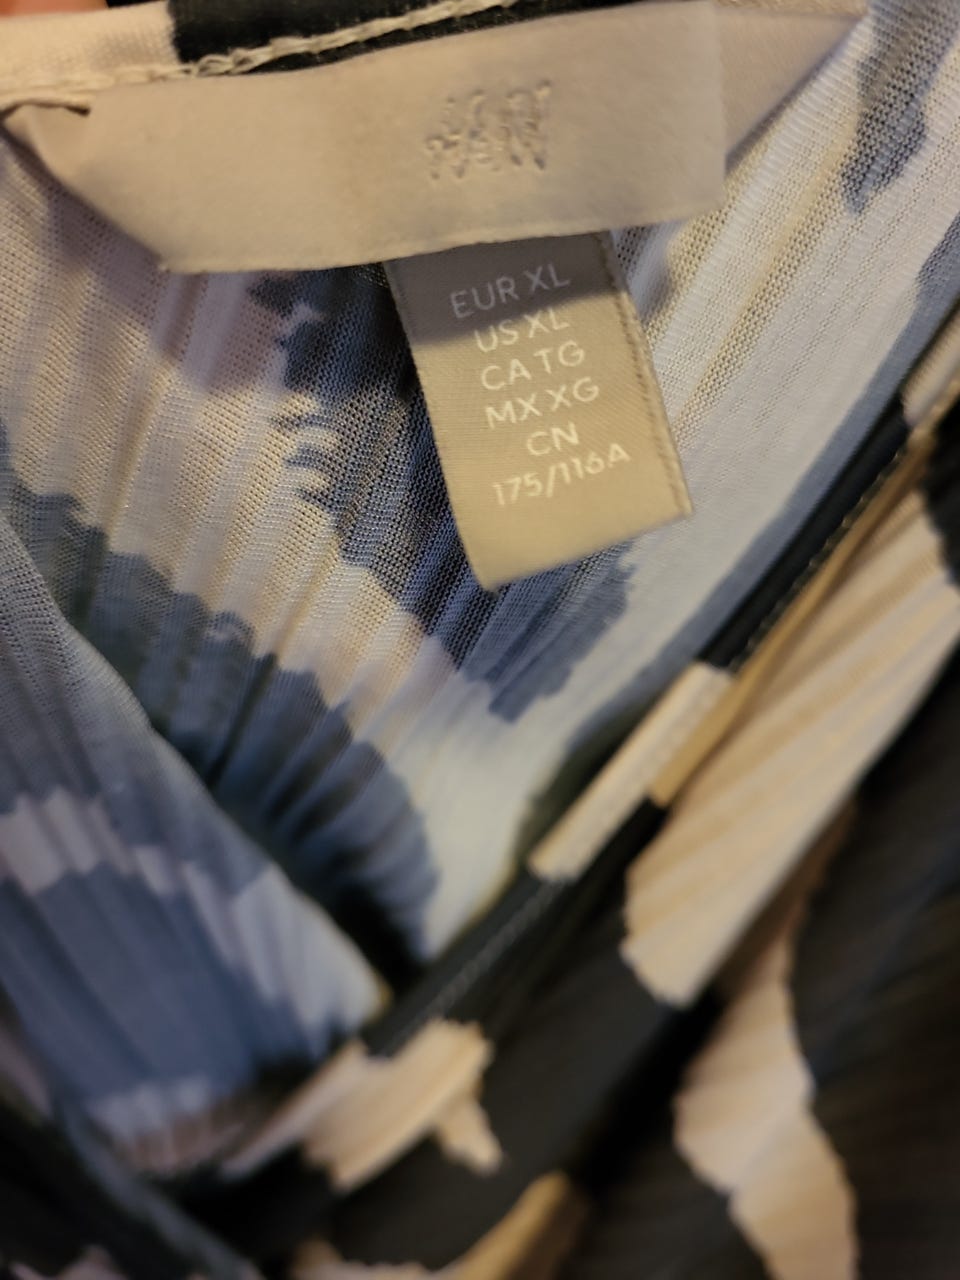 H&M
EUR XL
US XL
CA TG
MX XG
CN
175/116A